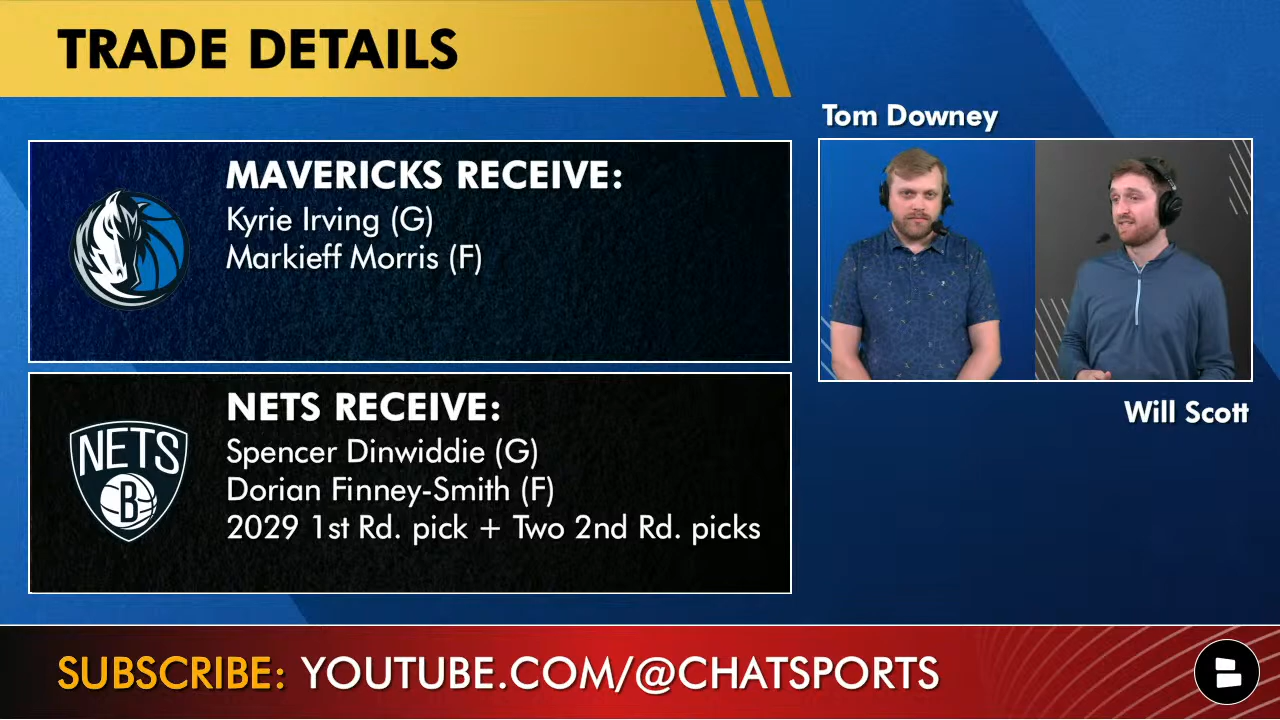 TRADE DETAILS
Tom Downey
MAVERICKS RECEIVE:
Kyrie Irving (G)
Markieff Morris (F)
Will Scott
NETS
B
NETS RECEIVE:
Spencer Dinwiddie (G)
Dorian Finney-Smith (F)
2029 1st Rd. pick + Two 2nd Rd. picks
SUBSCRIBE: YOUTUBE.COM/@CHATSPORTS